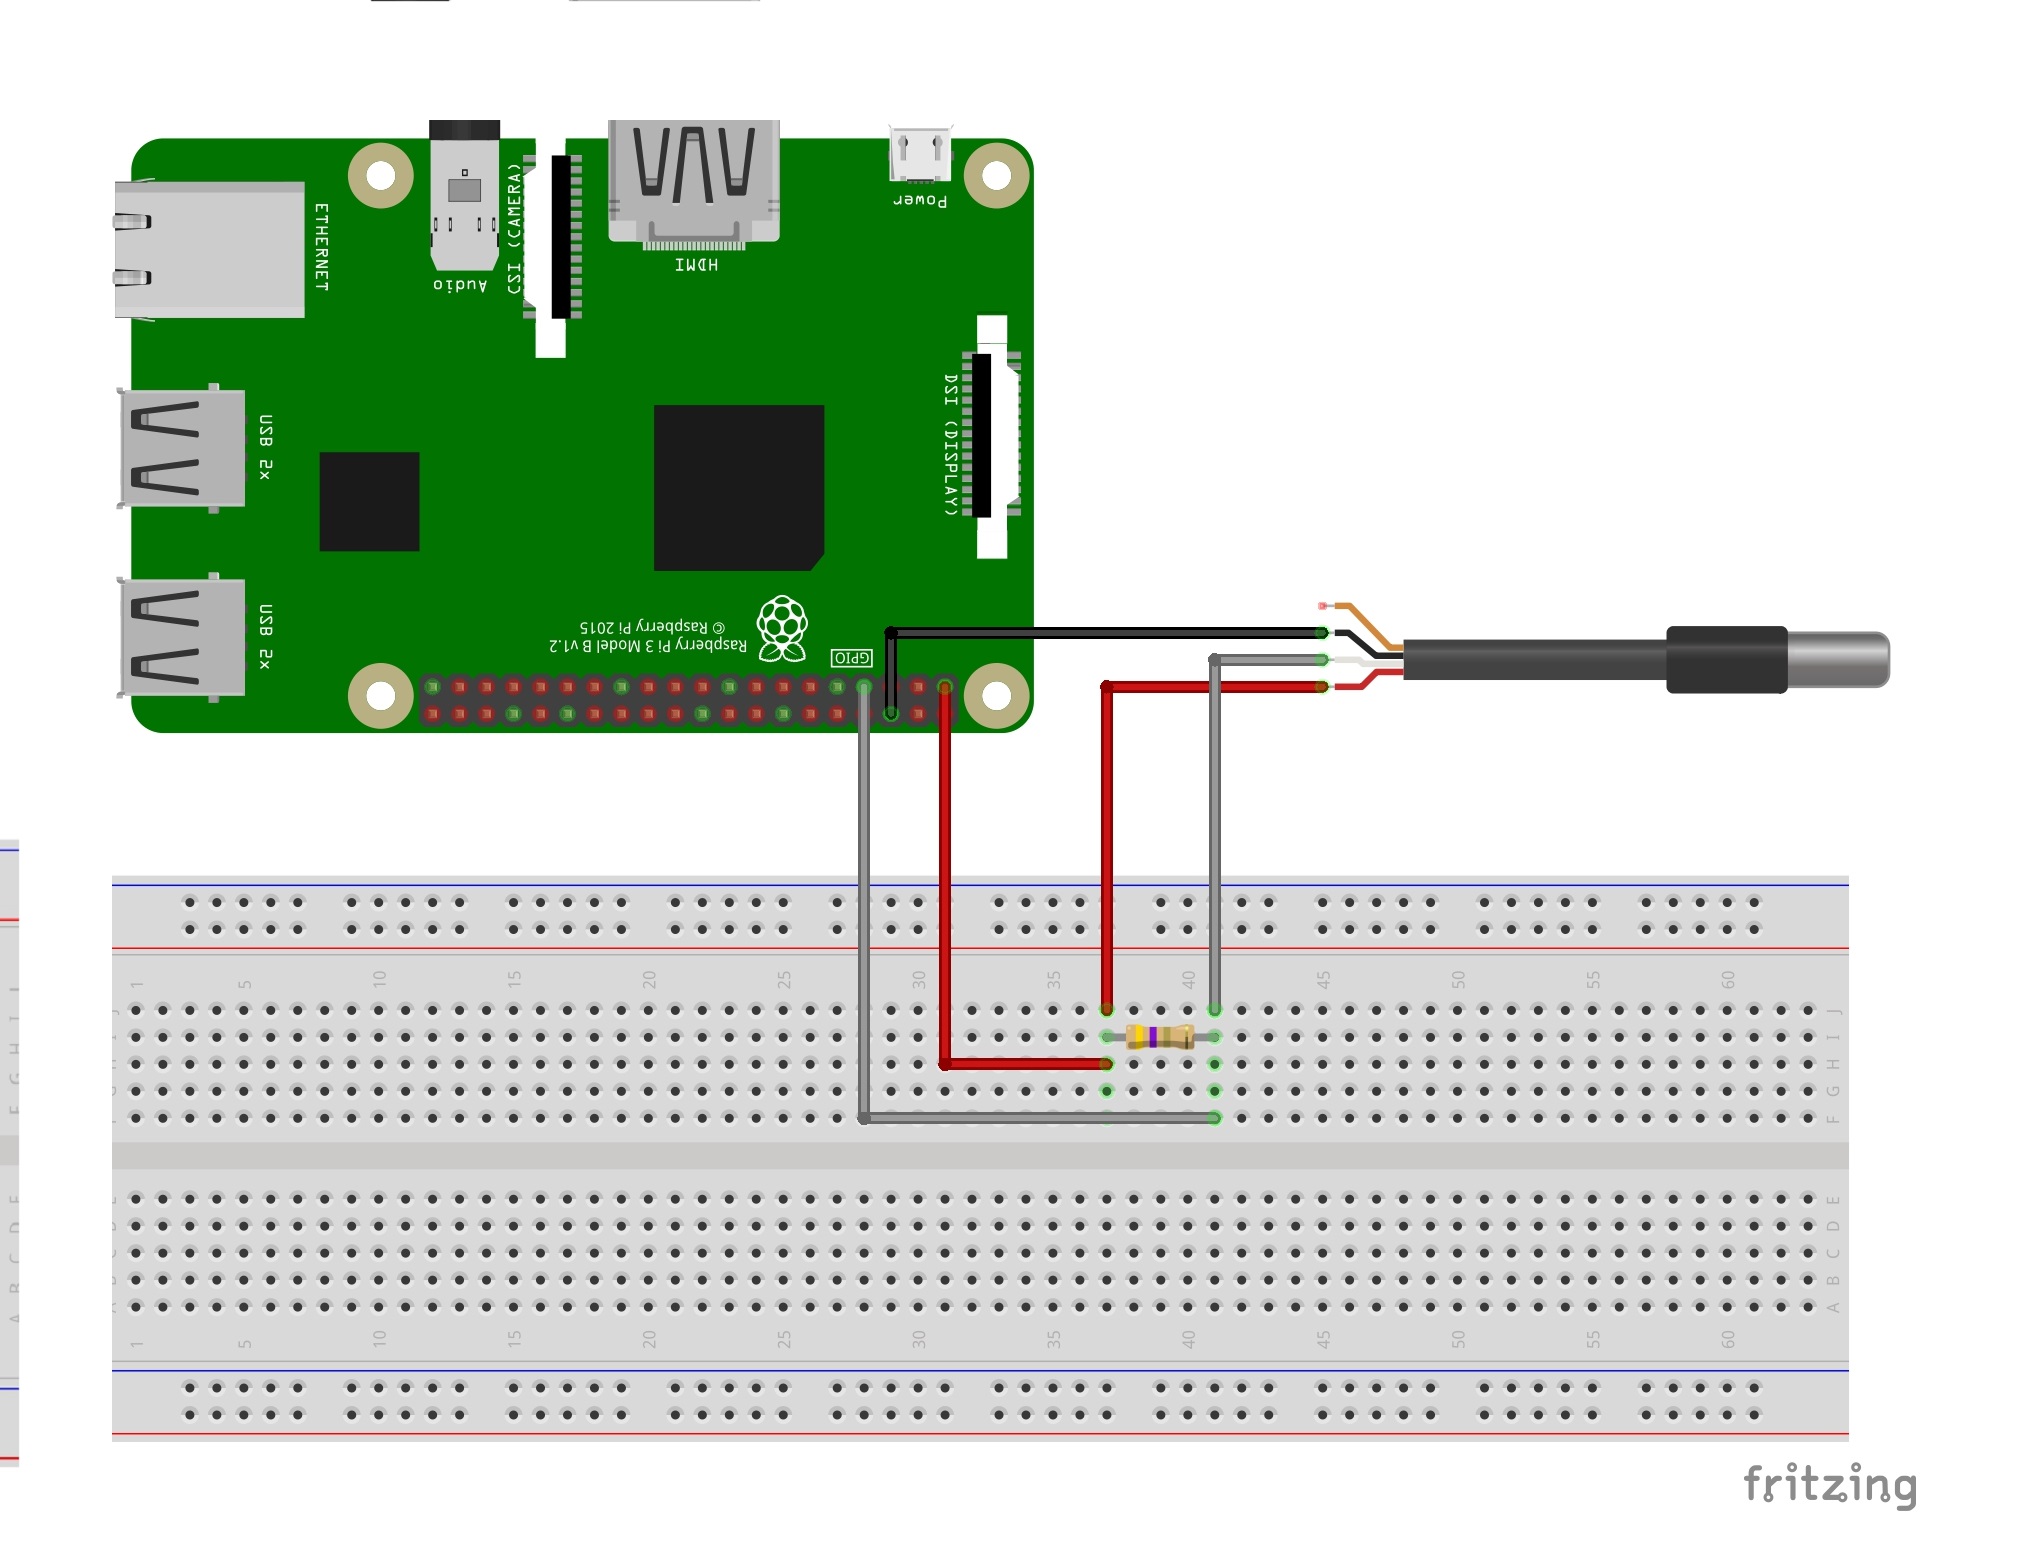 Power
ETHERNET
CSI (CAMERA)
HDMI
Audio
DSI (DISPLAY)
USB 2x
USB 2x
© Raspberry Pi 2015
Raspberry Pi 3 Model B v1.2
GPIO
1 5 10 15 20 25 30 35 40 45 50 55 60
J
I
H
G
F
E
D
C
B
A
1 5 10 15 20 25 30 35 40 45 50 55 60
fritzing